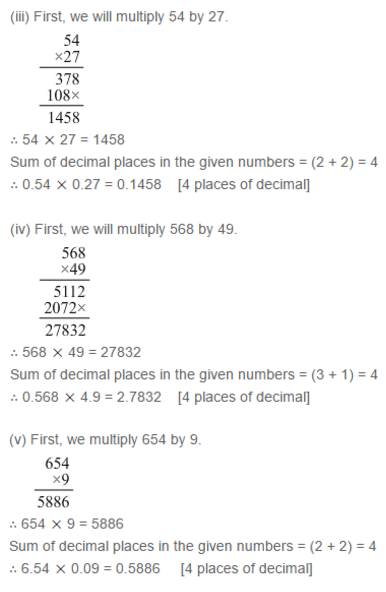 (iii) First, we will multiply 54 by 27.
54
×27
378
108×
1458
∴ 54 × 27 = 1458
Sum of decimal places in the given numbers = (2 + 2) = 4
∴ 0.54 × 0.27 = 0.1458 [4 places of decimal]
(iv) First, we will multiply 568 by 49.
568
×49
5112
2072×
27832
∴ 568 × 49 = 27832
Sum of decimal places in the given numbers = (3 + 1) = 4
∴ 0.568 × 4.9 = 2.7832 [4 places of decimal]
(v) First, we multiply 654 by 9.
654
×9
5886
∴ 654 × 9 = 5886
Sum of decimal places in the given numbers = (2 + 2) = 4
∴ 6.54 × 0.09 = 0.5886 [4 places of decimal]